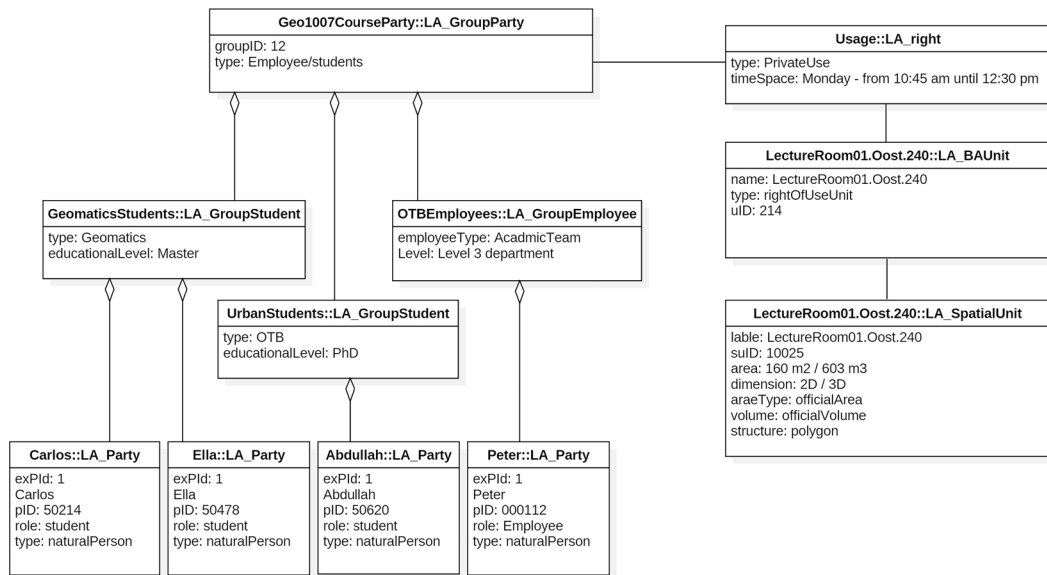 Geo1007CourseParty::LA_GroupParty
groupID: 12
type: Employee/students
Usage::LA_right
type: PrivateUse
timeSpace: Monday - from 10:45 am until 12:30 pm
LectureRoom01.Oost.240::LA_BAUnit
name: LectureRoom01.Oost.240
type: rightOfUseUnit
uID: 214
GeomaticsStudents::LA_GroupStudent
type: Geomatics
educationalLevel: Master
OTBEmployees::LA_GroupEmployee
employeeType: AcadmicTeam
Level: Level 3 department
UrbanStudents::LA_GroupStudent
type: OTB
educationalLevel: PhD
LectureRoom01.Oost.240::LA_SpatialUnit
lable: LectureRoom01.Oost.240
suID: 10025
area: 160 m2 / 603 m3
dimension: 2D / 3D
araeType: officialArea
volume: officialVolume
structure: polygon
Carlos::LA_Party
exPId: 1
Carlos
pID: 50214
role: student
type: naturalPerson
Ella::LA_Party
exPId: 1
Ella
pID: 50478
role: student
type: naturalPerson
Abdullah::LA_Party
exPId: 1
Abdullah
pID: 50620
role: student
type: naturalPerson
Peter::LA_Party
exPId: 1
Peter
pID: 000112
role: Employee
type: naturalPerson